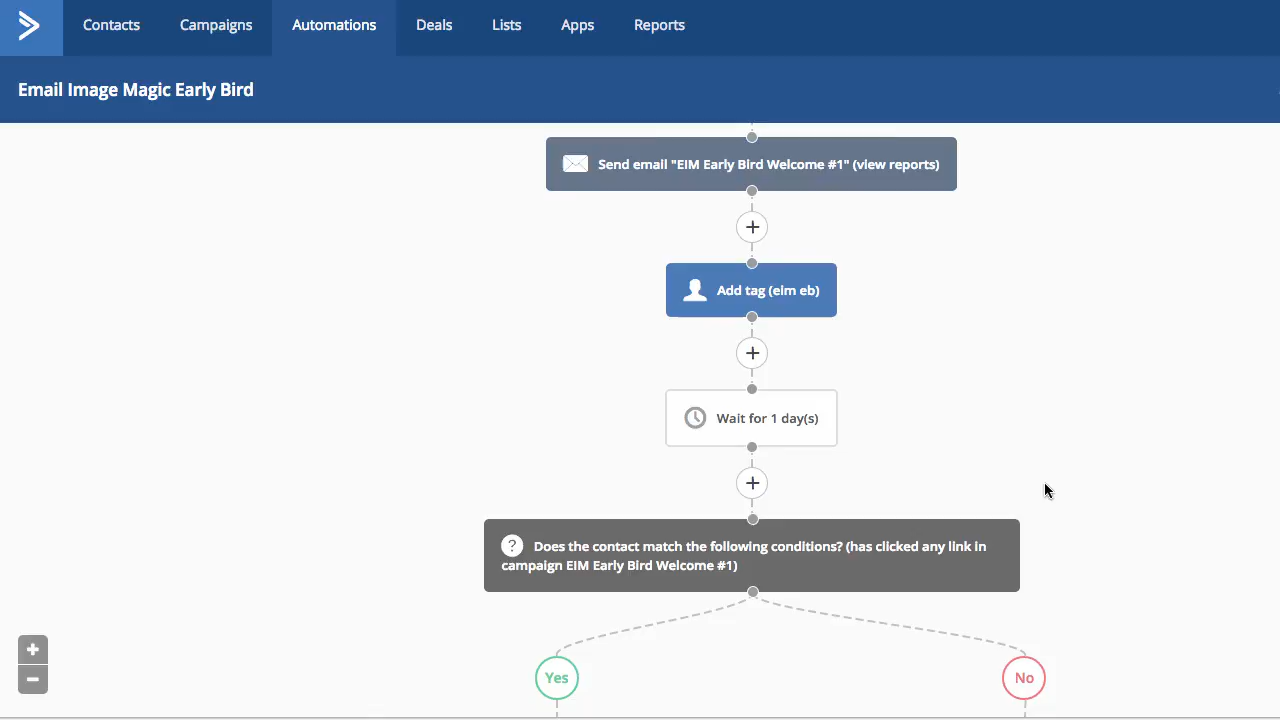 Contacts Campaigns Automations Deals Lists Apps Reports
Email Image Magic Early Bird
Send email "EIM Early Bird Welcome #1" (view reports)
+
Add tag (eim eb)
+
Wait for 1 day(s)
+
? Does the contact match the following conditions? (has clicked any link in
campaign EIM Early Bird Welcome #1)
Yes No
+
−